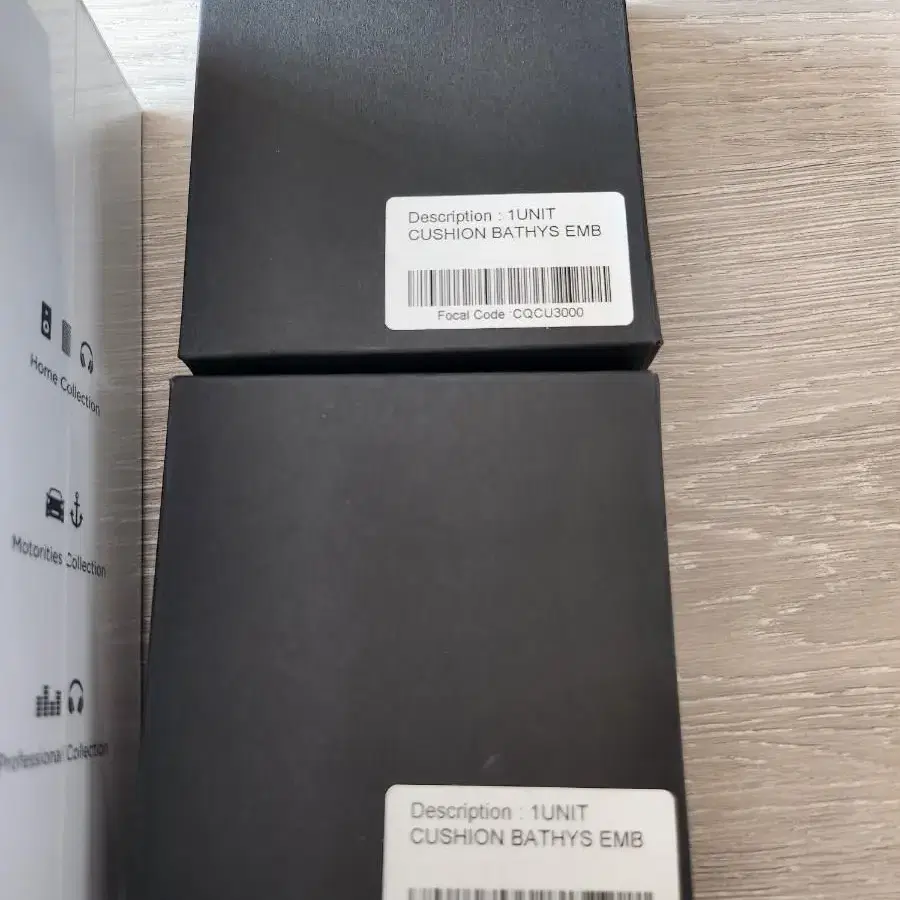 Description : 1UNIT
CUSHION BATHYS EMB
Focal Code :CQCU3000
Home Collection
Motorities Collection
Professional Collection
Description : 1UNIT
CUSHION BATHYS EMB